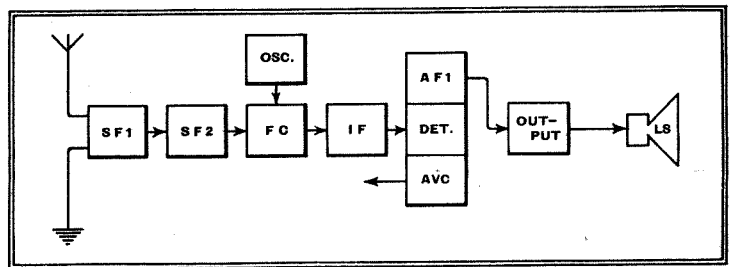 OSC.
AF1
SF1
SF2
FC
IF
DET.
OUT-
PUT
LS
AVC